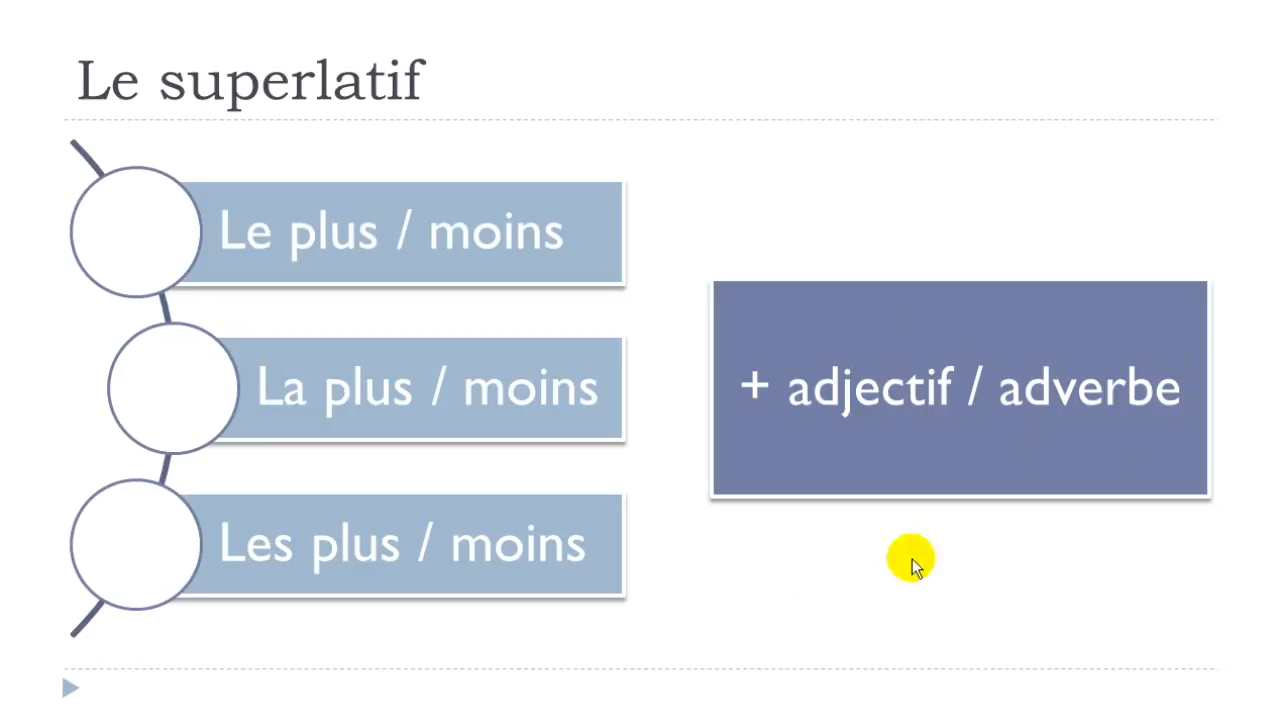 Le superlatif
Le plus / moins
La plus / moins
Les plus / moins
+ adjectif / adverbe